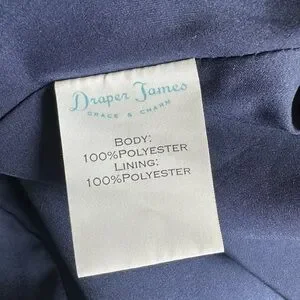 Draper James
GRACE & CHARM
BODY:
100%POLYESTER
LINING:
100%POLYESTER